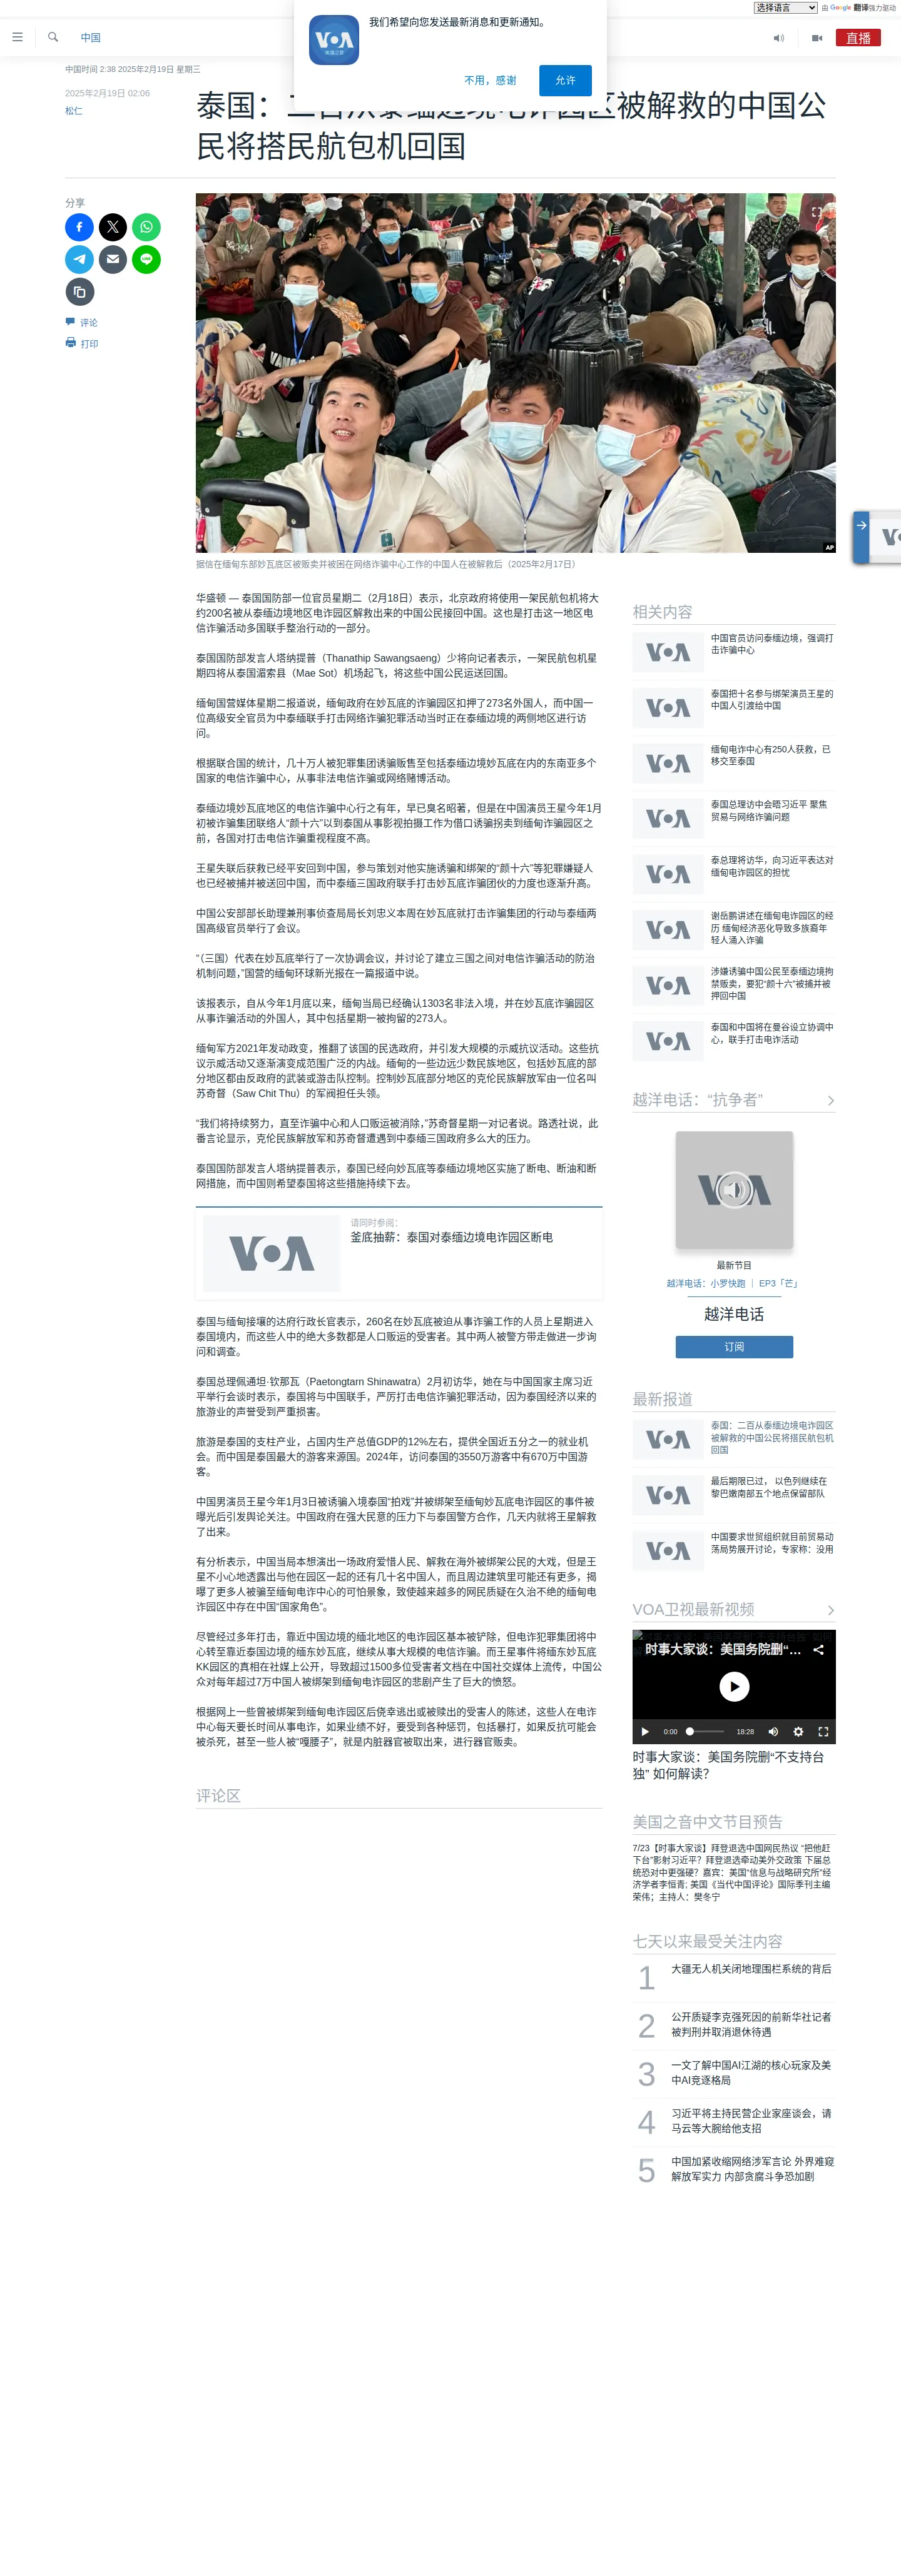 选择语言 由 Google 翻译强力驱动
我们希望向您发送最新消息和更新通知。
VOA
美国之音
不用，感谢
允许
中国
直播
中国时间 2:38 2025年2月19日 星期三
2025年2月19日 02:06
松仁
泰国：二百从泰缅边境电诈园区被解救的中国公
民将搭民航包机回国
分享
评论
打印
AP
据信在缅甸东部妙瓦底区被贩卖并被困在网络诈骗中心工作的中国人在被解救后（2025年2月17日）
华盛顿 — 泰国国防部一位官员星期二（2月18日）表示，北京政府将使用一架民航包机将大
约200名被从泰缅边境地区电诈园区解救出来的中国公民接回中国。这也是打击这一地区电
信诈骗活动多国联手整治行动的一部分。
泰国国防部发言人塔纳提普（Thanathip Sawangsaeng）少将向记者表示，一架民航包机星
期四将从泰国湄索县（Mae Sot）机场起飞，将这些中国公民运送回国。
缅甸国营媒体星期二报道说，缅甸政府在妙瓦底的诈骗园区扣押了273名外国人，而中国一
位高级安全官员为中泰缅联手打击网络诈骗犯罪活动当时正在泰缅边境的两侧地区进行访
问。
根据联合国的统计，几十万人被犯罪集团诱骗贩售至包括泰缅边境妙瓦底在内的东南亚多个
国家的电信诈骗中心，从事非法电信诈骗或网络赌博活动。
泰缅边境妙瓦底地区的电信诈骗中心行之有年，早已臭名昭著，但是在中国演员王星今年1月
初被诈骗集团联络人“颜十六”以到泰国从事影视拍摄工作为借口诱骗拐卖到缅甸诈骗园区之
前，各国对打击电信诈骗重视程度不高。
王星失联后获救已经平安回到中国，参与策划对他实施诱骗和绑架的“颜十六”等犯罪嫌疑人
也已经被捕并被送回中国，而中泰缅三国政府联手打击妙瓦底诈骗团伙的力度也逐渐升高。
中国公安部部长助理兼刑事侦查局局长刘忠义本周在妙瓦底就打击诈骗集团的行动与泰缅两
国高级官员举行了会议。
“（三国）代表在妙瓦底举行了一次协调会议，并讨论了建立三国之间对电信诈骗活动的防治
机制问题，”国营的缅甸环球新光报在一篇报道中说。
该报表示，自从今年1月底以来，缅甸当局已经确认1303名非法入境，并在妙瓦底诈骗园区
从事诈骗活动的外国人，其中包括星期一被拘留的273人。
缅甸军方2021年发动政变，推翻了该国的民选政府，并引发大规模的示威抗议活动。这些抗
议示威活动又逐渐演变成范围广泛的内战。缅甸的一些边远少数民族地区，包括妙瓦底的部
分地区都由反政府的武装或游击队控制。控制妙瓦底部分地区的克伦民族解放军由一位名叫
苏奇督（Saw Chit Thu）的军阀担任头领。
“我们将持续努力，直至诈骗中心和人口贩运被消除，”苏奇督星期一对记者说。路透社说，此
番言论显示，克伦民族解放军和苏奇督遭遇到中泰缅三国政府多么大的压力。
泰国国防部发言人塔纳提普表示，泰国已经向妙瓦底等泰缅边境地区实施了断电、断油和断
网措施，而中国则希望泰国将这些措施持续下去。
VOA
请同时参阅：
釜底抽薪：泰国对泰缅边境电诈园区断电
泰国与缅甸接壤的达府行政长官表示，260名在妙瓦底被迫从事诈骗工作的人员上星期进入
泰国境内，而这些人中的绝大多数都是人口贩运的受害者。其中两人被警方带走做进一步询
问和调查。
泰国总理佩通坦·钦那瓦（Paetongtarn Shinawatra）2月初访华，她在与中国国家主席习近
平举行会谈时表示，泰国将与中国联手，严厉打击电信诈骗犯罪活动，因为泰国经济以来的
旅游业的声誉受到严重损害。
旅游是泰国的支柱产业，占国内生产总值GDP的12%左右，提供全国近五分之一的就业机
会。而中国是泰国最大的游客来源国。2024年，访问泰国的3550万游客中有670万中国游
客。
中国男演员王星今年1月3日被诱骗入境泰国“拍戏”并被绑架至缅甸妙瓦底电诈园区的事件被
曝光后引发舆论关注。中国政府在强大民意的压力下与泰国警方合作，几天内就将王星解救
了出来。
有分析表示，中国当局本想演出一场政府爱惜人民、解救在海外被绑架公民的大戏，但是王
星不小心地透露出与他在园区一起的还有几十名中国人，而且周边建筑里可能还有更多，揭
曝了更多人被骗至缅甸电诈中心的可怕景象，致使越来越多的网民质疑在久治不绝的缅甸电
诈园区中存在中国“国家角色”。
尽管经过多年打击，靠近中国边境的缅北地区的电诈园区基本被铲除，但电诈犯罪集团将中
心转至靠近泰国边境的缅东妙瓦底，继续从事大规模的电信诈骗。而王星事件将缅东妙瓦底
KK园区的真相在社媒上公开，导致超过1500多位受害者文档在中国社交媒体上流传，中国公
众对每年超过7万中国人被绑架到缅甸电诈园区的悲剧产生了巨大的愤怒。
根据网上一些曾被绑架到缅甸电诈园区后侥幸逃出或被赎出的受害人的陈述，这些人在电诈
中心每天要长时间从事电诈，如果业绩不好，要受到各种惩罚，包括暴打，如果反抗可能会
被杀死，甚至一些人被“嘎腰子”，就是内脏器官被取出来，进行器官贩卖。
评论区
相关内容
VOA
中国官员访问泰缅边境，强调打
击诈骗中心
VOA
泰国把十名参与绑架演员王星的
中国人引渡给中国
VOA
缅甸电诈中心有250人获救，已
移交至泰国
VOA
泰国总理访中会晤习近平 聚焦
贸易与网络诈骗问题
VOA
泰总理将访华，向习近平表达对
缅甸电诈园区的担忧
VOA
谢岳鹏讲述在缅甸电诈园区的经
历 缅甸经济恶化导致多族裔年
轻人涌入诈骗
VOA
涉嫌诱骗中国公民至泰缅边境拘
禁贩卖，要犯“颜十六”被捕并被
押回中国
VOA
泰国和中国将在曼谷设立协调中
心，联手打击电诈活动
越洋电话：“抗争者”
VOA
最新节目
越洋电话：小罗快跑 ｜ EP3「芒」
越洋电话
订阅
最新报道
VOA
泰国：二百从泰缅边境电诈园区
被解救的中国公民将搭民航包机
回国
VOA
最后期限已过， 以色列继续在
黎巴嫩南部五个地点保留部队
VOA
中国要求世贸组织就目前贸易动
荡局势展开讨论，专家称：没用
VOA卫视最新视频
时事大家谈：美国务院删“...
0:00
18:28
时事大家谈：美国务院删“不支持台
独” 如何解读？
美国之音中文节目预告
7/23【时事大家谈】拜登退选中国网民热议 “把他赶
下台”影射习近平？拜登退选牵动美外交政策 下届总
统恐对中更强硬？嘉宾：美国“信息与战略研究所”经
济学者李恒青; 美国《当代中国评论》国际季刊主编
荣伟；主持人：樊冬宁
七天以来最受关注内容
1 大疆无人机关闭地理围栏系统的背后
2 公开质疑李克强死因的前新华社记者
被判刑并取消退休待遇
3 一文了解中国AI江湖的核心玩家及美
中AI竞逐格局
4 习近平将主持民营企业家座谈会，请
马云等大腕给他支招
5 中国加紧收缩网络涉军言论 外界难窥
解放军实力 内部贪腐斗争恐加剧